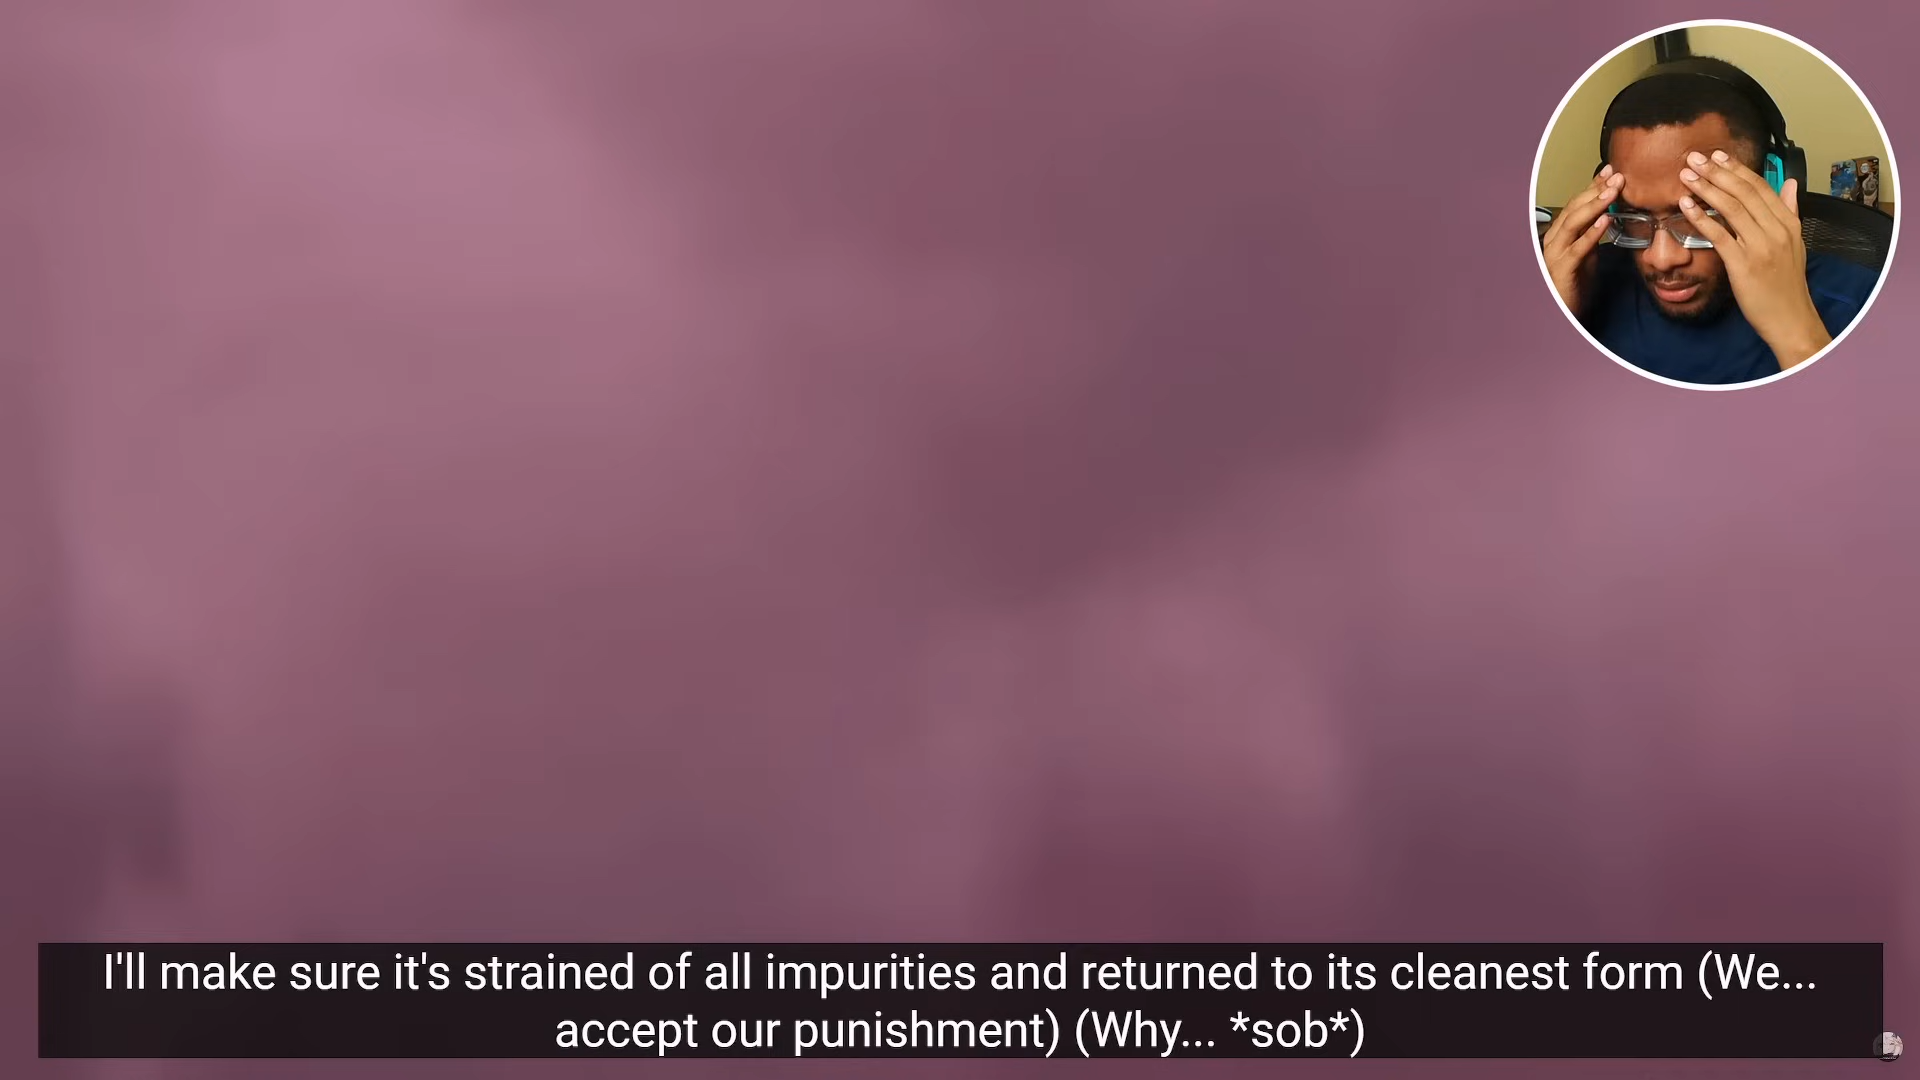 I'll make sure it's strained of all impurities and returned to its cleanest form (We...
accept our punishment) (Why... *sob*)